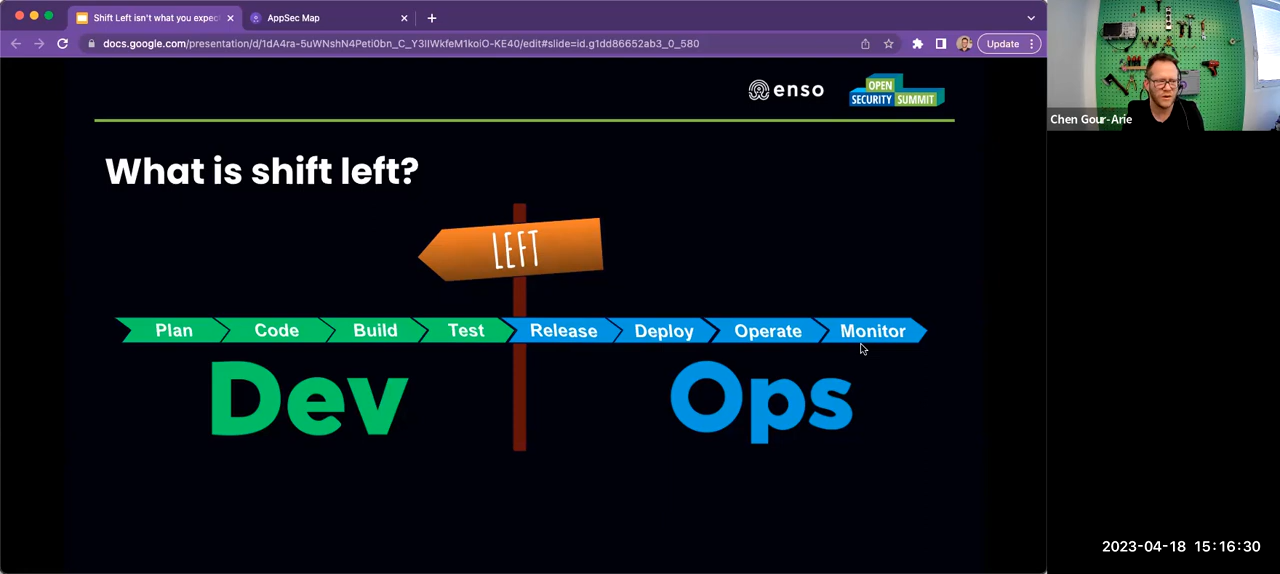 Shift Left isn't what you expec
AppSec Map
docs.google.com/presentation/d/1dA4ra-5uWNshN4Peti0bn_C_Y3IIWkfeM1koiO-KE40/edit#slide=id.g1dd86652ab3_0_580
Update
enso
OPEN
SECURITY SUMMIT
Chen Gour-Arie
What is shift left?
LEFT
Plan
Code
Build
Test
Release
Deploy
Operate
Monitor
Dev
Ops
2023-04-18 15:16:30